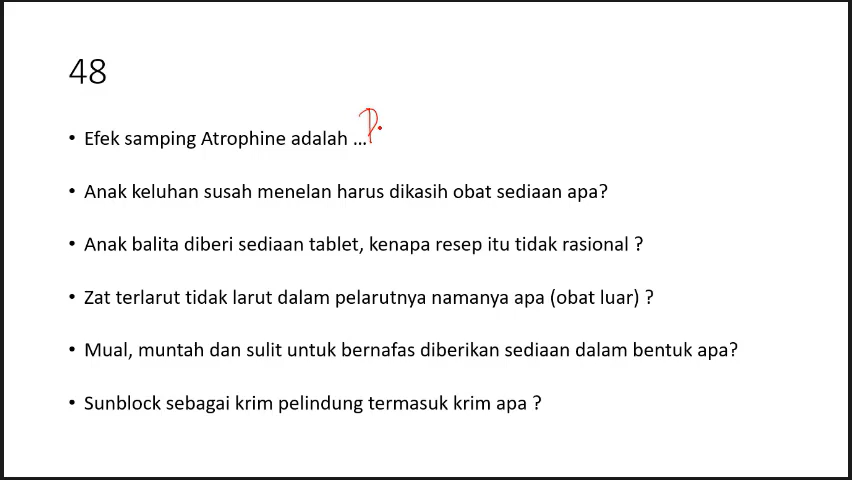 48
• Efek samping Atrophine adalah ...
• Anak keluhan susah menelan harus dikasih obat sediaan apa?
• Anak balita diberi sediaan tablet, kenapa resep itu tidak rasional ?
• Zat terlarut tidak larut dalam pelarutnya namanya apa (obat luar) ?
• Mual, muntah dan sulit untuk bernafas diberikan sediaan dalam bentuk apa?
• Sunblock sebagai krim pelindung termasuk krim apa ?